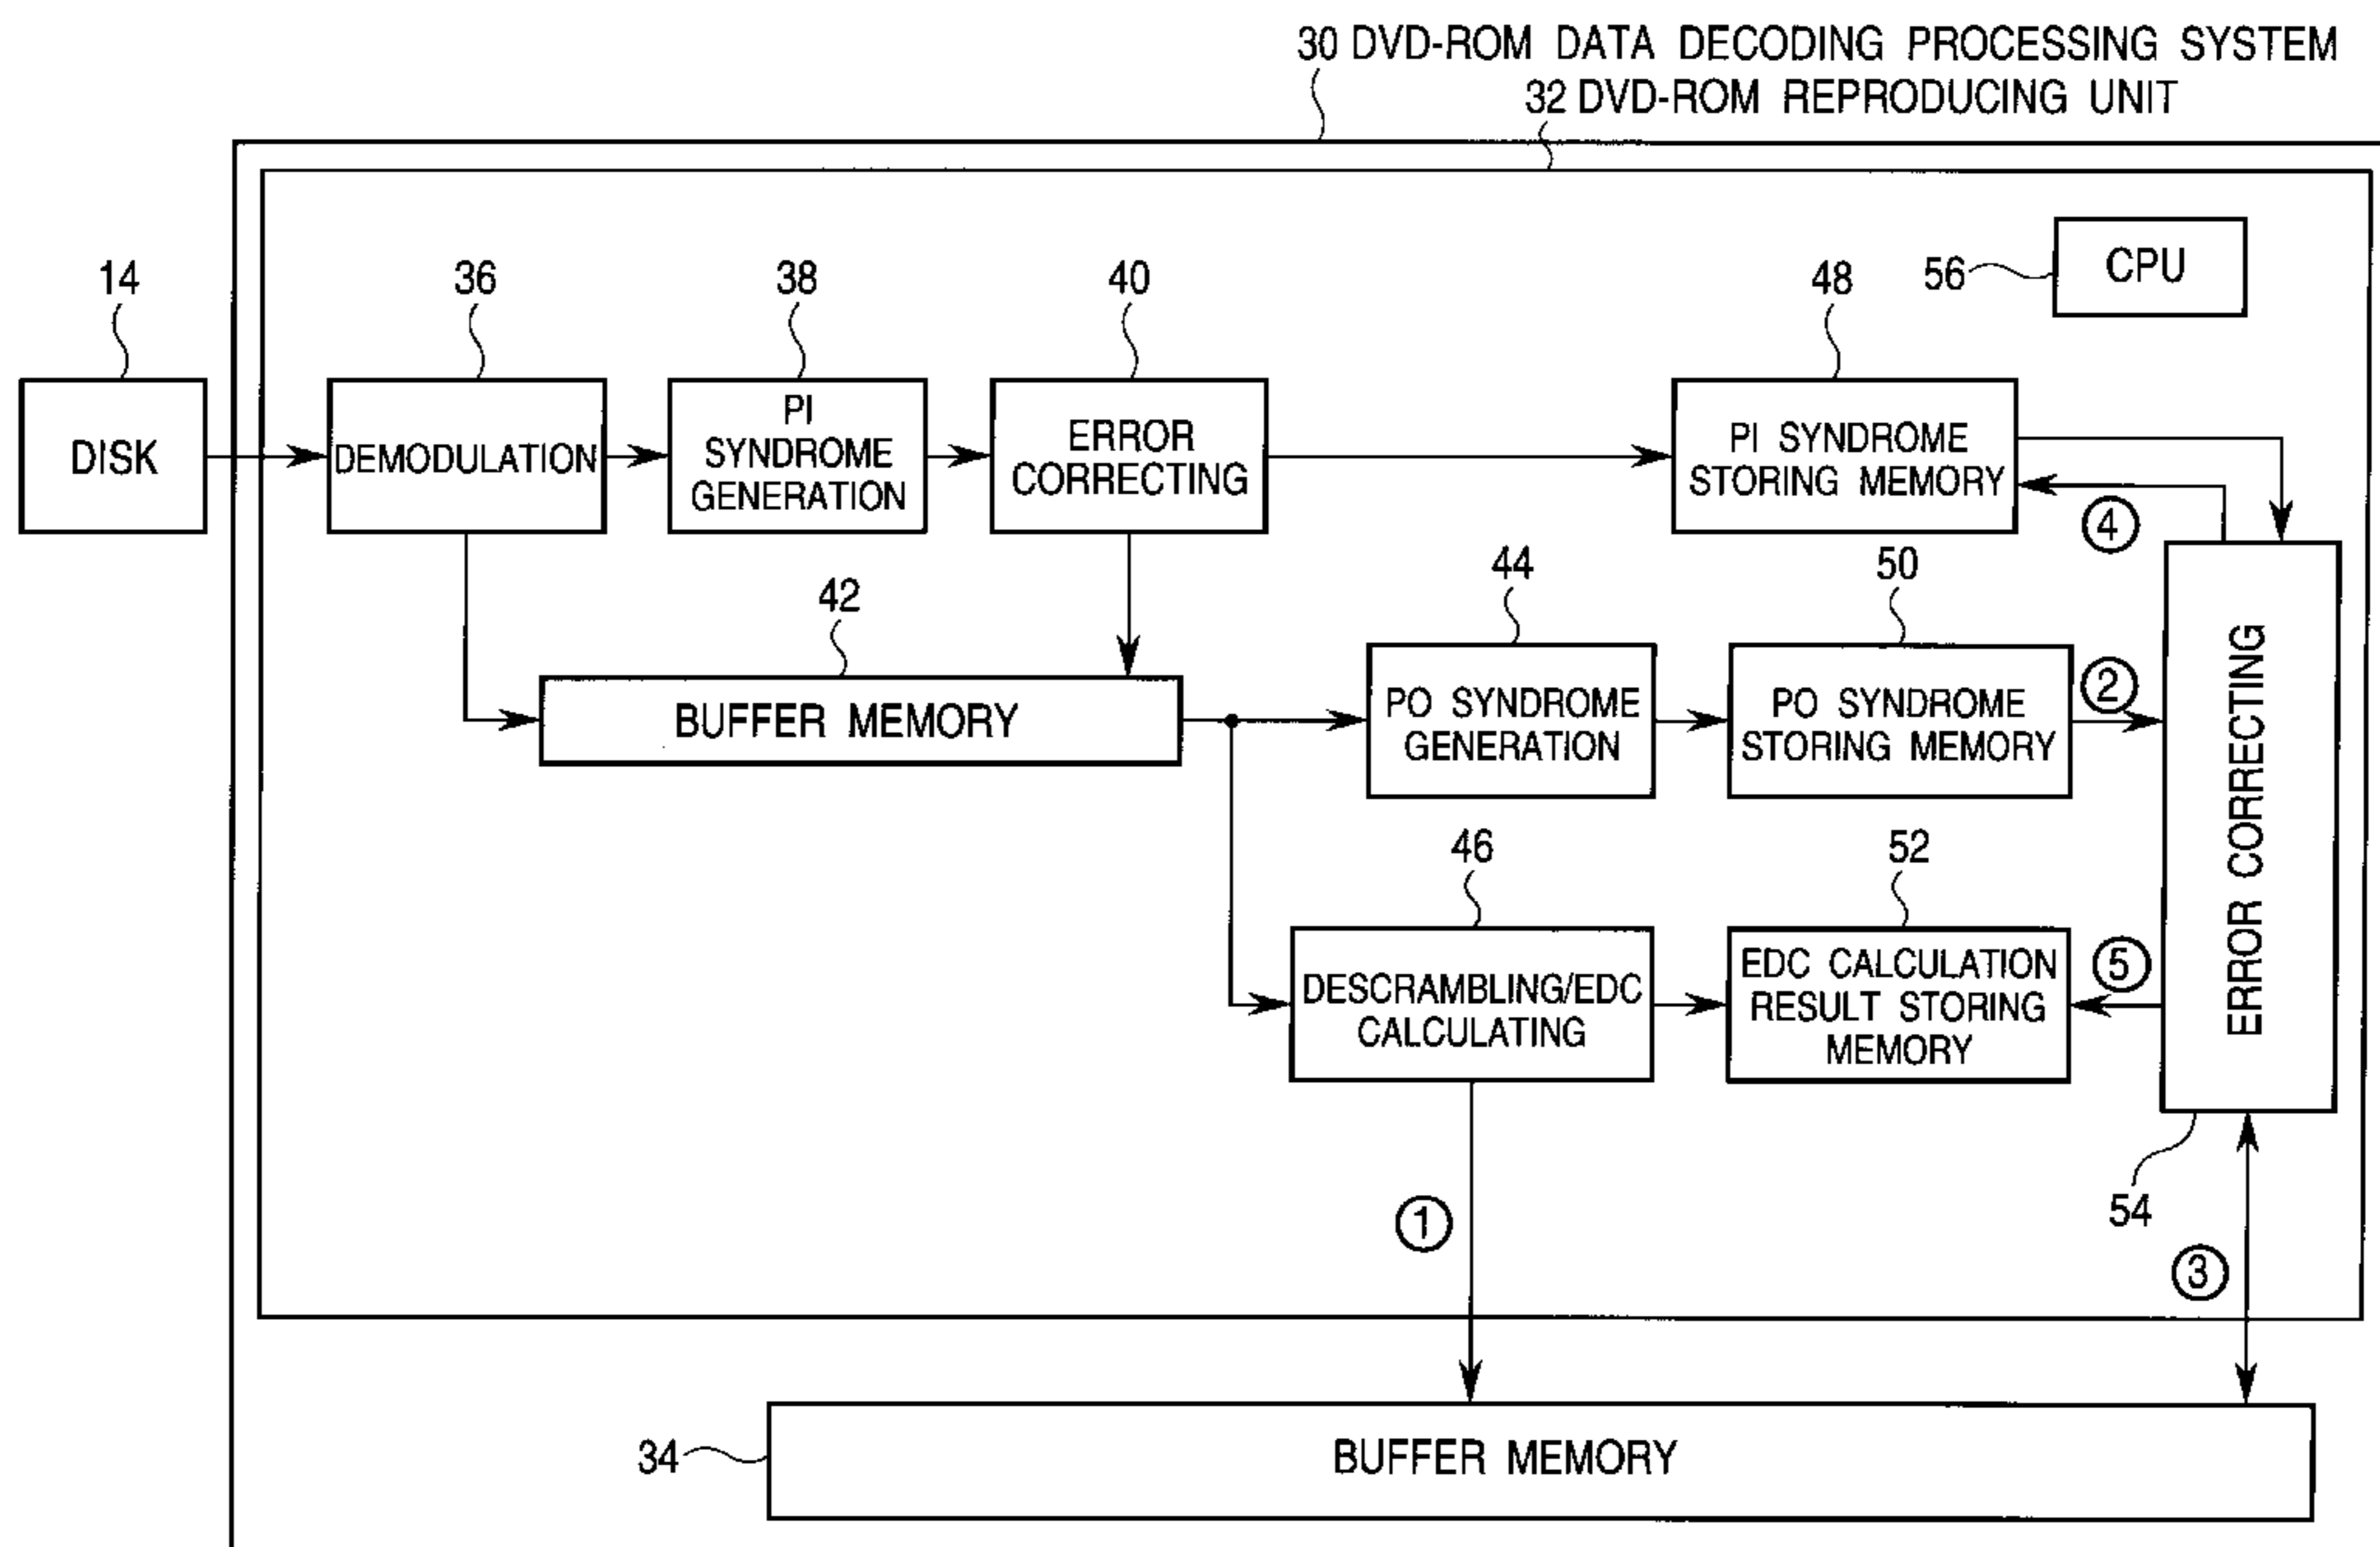 30 DVD-ROM DATA DECODING PROCESSING SYSTEM
32 DVD-ROM REPRODUCING UNIT
CPU
56
14
36
38
40
48
DISK
DEMODULATION
PI
SYNDROME
GENERATION
ERROR
CORRECTING
PI SYNDROME
STORING MEMORY
④
42
44
50
BUFFER MEMORY
PO SYNDROME
GENERATION
PO SYNDROME
STORING MEMORY
②
ERROR CORRECTING
46
52
DESCRAMBLING/EDC
CALCULATING
EDC CALCULATION
RESULT STORING
MEMORY
⑤
54
①
③
34
BUFFER MEMORY